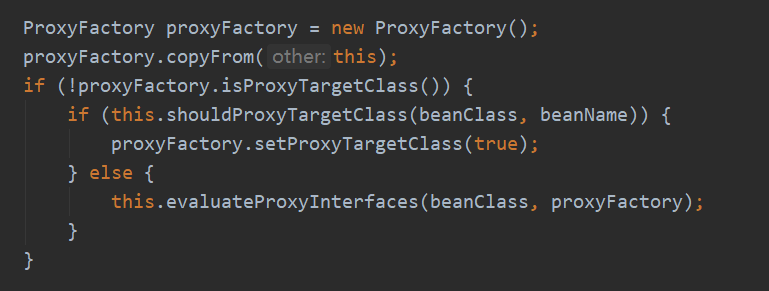 ProxyFactory proxyFactory = new ProxyFactory();
proxyFactory.copyFrom( other: this);
if (!proxyFactory.isProxyTargetClass()) {
    if (this.shouldProxyTargetClass(beanClass, beanName)) {
        proxyFactory.setProxyTargetClass(true);
    } else {
        this.evaluateProxyInterfaces(beanClass, proxyFactory);
    }
}